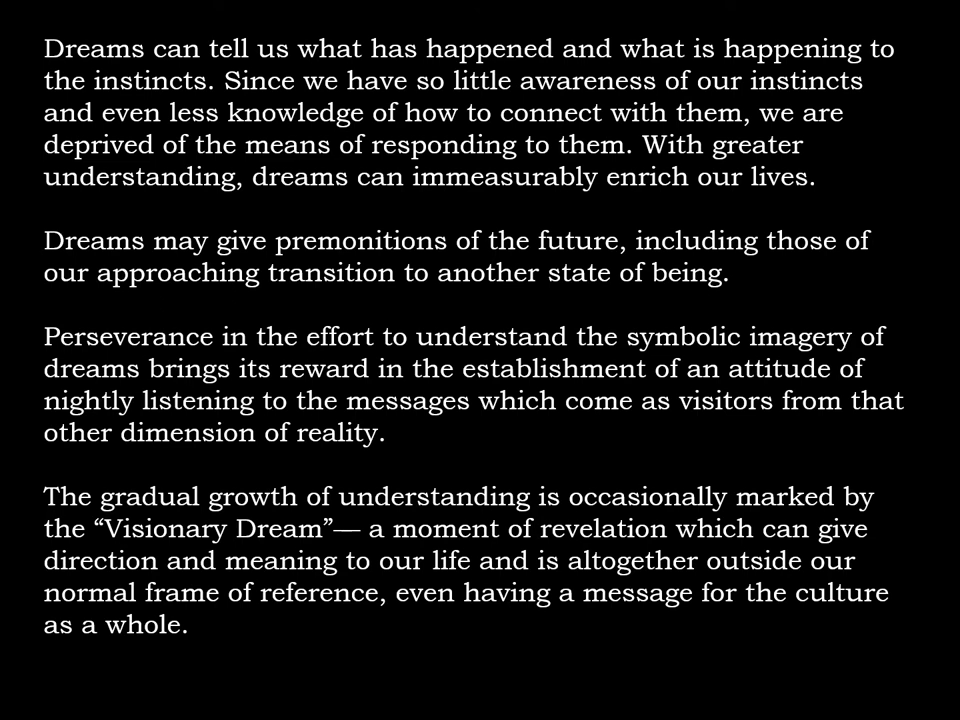 Dreams can tell us what has happened and what is happening to
the instincts. Since we have so little awareness of our instincts
and even less knowledge of how to connect with them, we are
deprived of the means of responding to them. With greater
understanding, dreams can immeasurably enrich our lives.
Dreams may give premonitions of the future, including those of
our approaching transition to another state of being.
Perseverance in the effort to understand the symbolic imagery of
dreams brings its reward in the establishment of an attitude of
nightly listening to the messages which come as visitors from that
other dimension of reality.
The gradual growth of understanding is occasionally marked by
the “Visionary Dream”— a moment of revelation which can give
direction and meaning to our life and is altogether outside our
normal frame of reference, even having a message for the culture
as a whole.